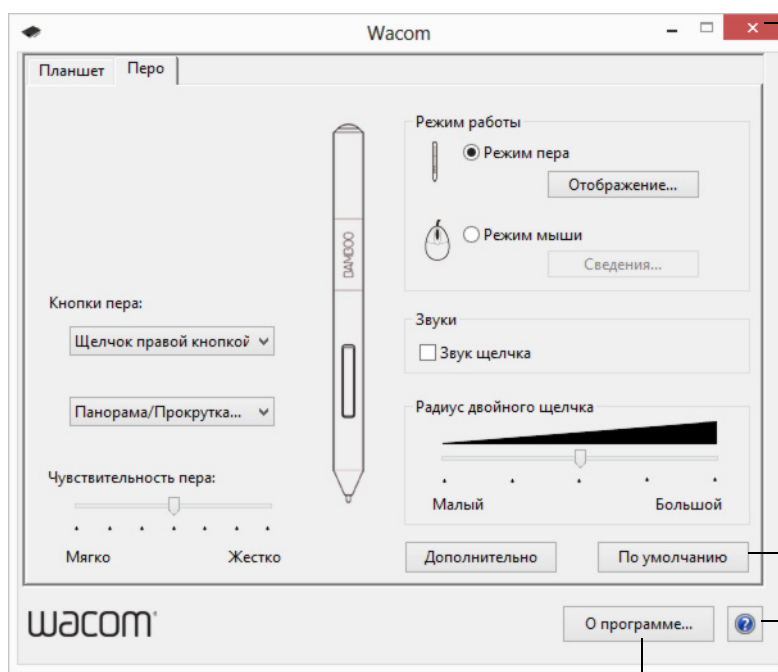 Wacom
Планшет
Перо
Режим работы
Режим пера
Отображение...
Режим мыши
Сведения...
BAMBOO
Кнопки пера:
Щелчок правой кнопкой
Панорама/Прокрутка...
Звуки
Звук щелчка
Радиус двойного щелчка
Малый
Большой
Чувствительность пера:
Мягко
Жестко
Дополнительно
По умолчанию
wacom
О программе...
?